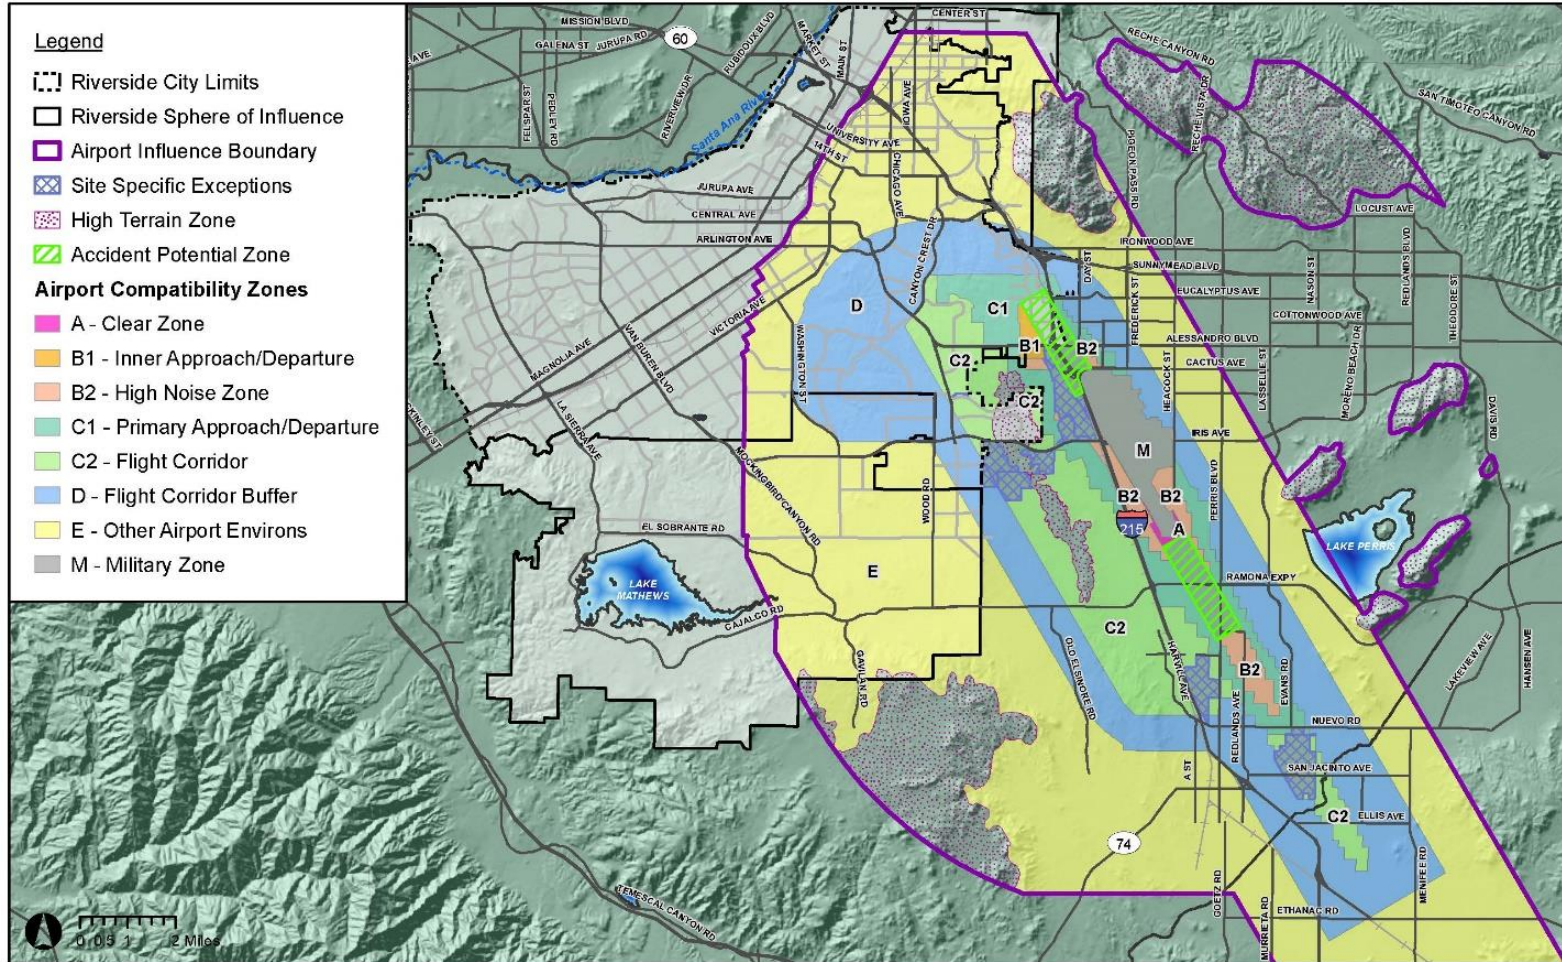 Legend
Riverside City Limits
Riverside Sphere of Influence
Airport Influence Boundary
Site Specific Exceptions
High Terrain Zone
Accident Potential Zone
Airport Compatibility Zones
A - Clear Zone
B1 - Inner Approach/Departure
B2 - High Noise Zone
C1 - Primary Approach/Departure
C2 - Flight Corridor
D - Flight Corridor Buffer
E - Other Airport Environs
M - Military Zone
MISSION BLVD
GALENA ST
JURUPA RD
60
RUBIDOUX BLVD
MARKET ST
MAIN ST
CENTER ST
IOWA AVE
FELSPAR ST
PEDLEY RD
RIVERVIEW DR
Santa Ana River
UNIVERSITY AVE
14TH ST
CHICAGO AVE
JURUPA AVE
CENTRAL AVE
ARLINGTON AVE
CANYON CREST DR
PIGEON PASS RD
RECHE CANYON RD
RECHE VISTA DR
SAN TIMOTEO CANYON RD
LOCUST AVE
IRONWOOD AVE
SUNNYMEAD BLVD
DAY ST
EUCALYPTUS AVE
FREDERICK ST
NASON ST
REDLANDS BLVD
THEODORE ST
COTTONWOOD AVE
ALESSANDRO BLVD
CACTUS AVE
HEACOCK ST
LASSELLE ST
MORENO BEACH DR
DAVIS RD
IRIS AVE
PERRIS BLVD
VICTORIA AVE
MAGNOLIA AVE
VAN BUREN BLVD
WASHINGTON ST
LA SIERRA AVE
MOCKINGBIRD CANYON RD
WOOD RD
EL SOBRANTE RD
LAKE
MATHEWS
CAJALCO RD
GAVILAN RD
OLD ELSINORE RD
HARVILL AVE
RAMONA EXPY
LAKE PERRIS
LAKEVIEW AVE
HANSEN AVE
EVANS RD
REDLANDS AVE
NUEVO RD
SAN JACINTO AVE
A ST
ELLIS AVE
74
GOETZ RD
MURRIETA RD
ETHANAC RD
MENIFEE RD
TEMESCAL CANYON RD
D
C1
B1
B2
C2
C2
M
B2
B2
215
A
E
C2
B2
C2
0 0.5 1 2 Miles